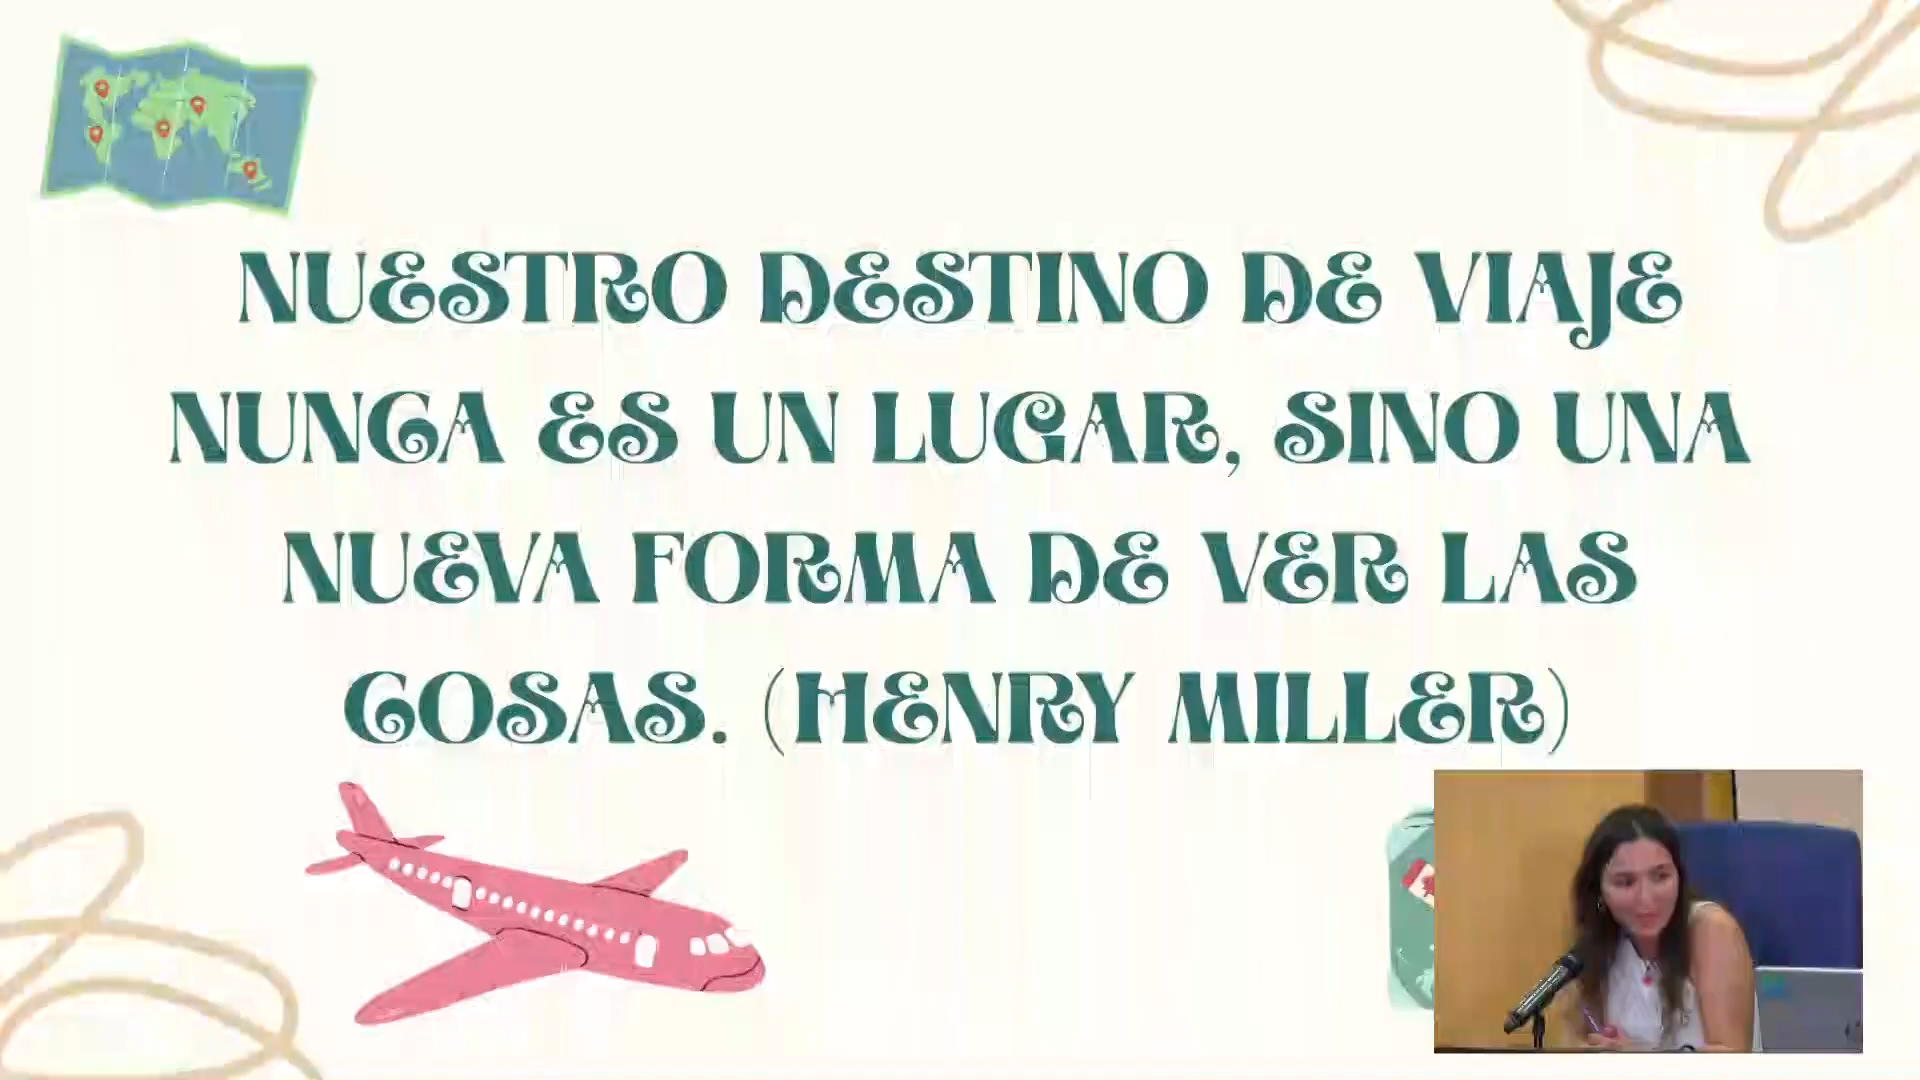 NUESTRO DESTINO DE VIAJE
NUNCA ES UN LUGAR, SINO UNA
NUEVA FORMA DE VER LAS
COSAS. (HENRY MILLER)